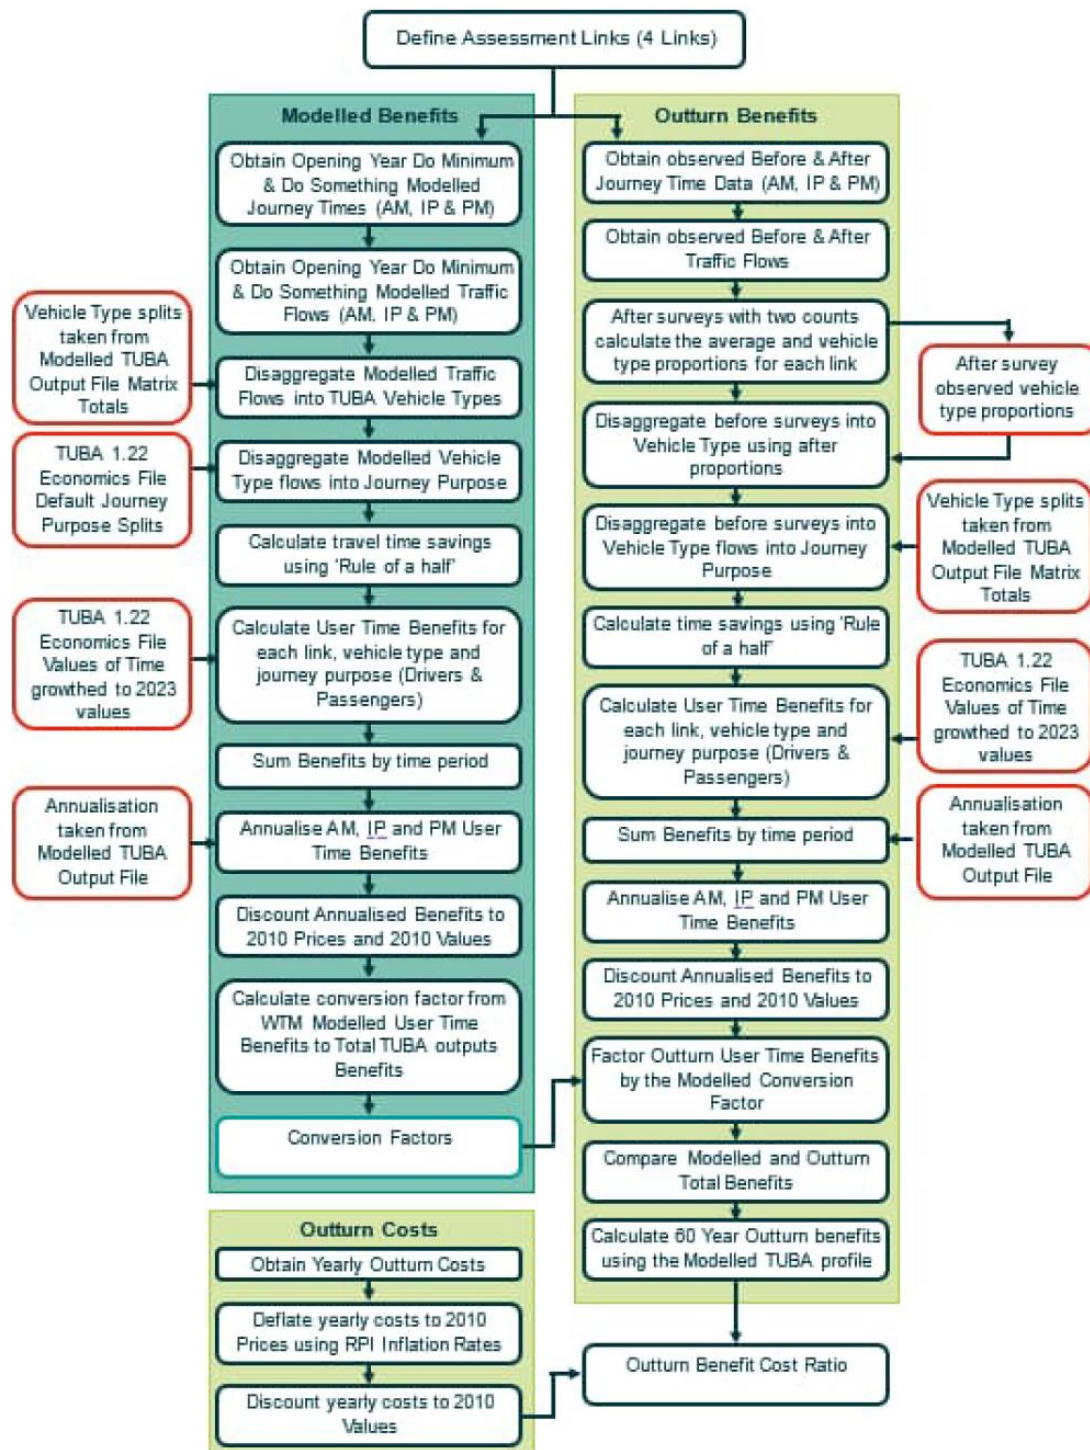 Define Assessment Links (4 Links)
Modelled Benefits
Obtain Opening Year Do Minimum
& Do Something Modelled
Journey Times (AM, IP & PM)
Obtain Opening Year Do Minimum
& Do Something Modelled Traffic
Flows (AM, IP & PM)
Vehicle Type splits
taken from
Modelled TUBA
Output File Matrix
Totals
Disaggregate Modelled Traffic
Flows into TUBA Vehicle Types
TUBA 1.22
Economics File
Default Journey
Purpose Splits
Disaggregate Modelled Vehicle
Type flows into Journey Purpose
Calculate travel time savings
using 'Rule of a half'
TUBA 1.22
Economics File
Values of Time
growthed to 2023
values
Calculate User Time Benefits for
each link, vehicle type and
journey purpose (Drivers &
Passengers)
Sum Benefits by time period
Annualisation
taken from
Modelled TUBA
Output File
Annualise AM, IP and PM User
Time Benefits
Discount Annualised Benefits to
2010 Prices and 2010 Values
Calculate conversion factor from
WTM Modelled User Time
Benefits to Total TUBA outputs
Benefits
Conversion Factors
Outturn Benefits
Obtain observed Before & After
Journey Time Data (AM, IP & PM)
Obtain observed Before & After
Traffic Flows
After surveys with two counts
calculate the average and vehicle
type proportions for each link
After survey
observed vehicle
type proportions
Disaggregate before surveys into
Vehicle Type using after
proportions
Disaggregate before surveys into
Vehicle Type flows into Journey
Purpose
Vehicle Type splits
taken from
Modelled TUBA
Output File Matrix
Totals
Calculate time savings using 'Rule
of a half'
Calculate User Time Benefits for
each link, vehicle type and
journey purpose (Drivers &
Passengers)
TUBA 1.22
Economics File
Values of Time
growthed to 2023
values
Sum Benefits by time period
Annualisation
taken from
Modelled TUBA
Output File
Annualise AM, IP and PM User
Time Benefits
Discount Annualised Benefits to
2010 Prices and 2010 Values
Factor Outturn User Time Benefits
by the Modelled Conversion
Factor
Compare Modelled and Outturn
Total Benefits
Calculate 60 Year Outturn benefits
using the Modelled TUBA profile
Outturn Costs
Obtain Yearly Outturn Costs
Deflate yearly costs to 2010
Prices using RPI Inflation Rates
Discount yearly costs to 2010
Values
Outturn Benefit Cost Ratio